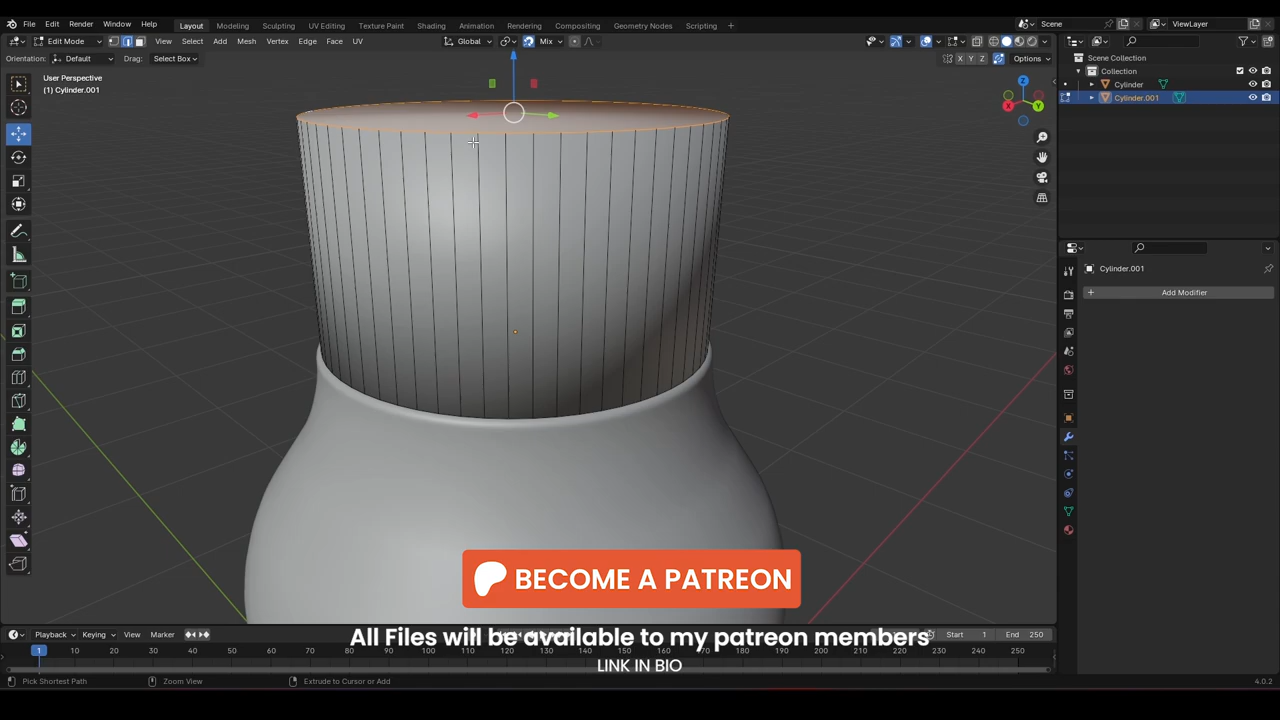 File Edit Render Window Help Layout Modeling Sculpting UV Editing Texture Paint Shading Animation Rendering Compositing Geometry Nodes Scripting + Scene ViewLayer
Edit Mode View Select Add Mesh Vertex Edge Face UV Global Mix
Orientation: Default Drag: Select Box X Y Z Options
Scene Collection
Collection
Cylinder
Cylinder.001
User Perspective
(1) Cylinder.001
Z
X Y
Cylinder.001
+ Add Modifier
BECOME A PATREON
Playback Keying View Marker Start 1 End 250
All Files will be available to my patreon members
1 10 20 30 40 50 60 70 80 90 100 110 120 130 140 150 160 170 180 190 200 210 220 230 240 250
LINK IN BIO
Pick Shortest Path Zoom View Extrude to Cursor or Add 4.0.2